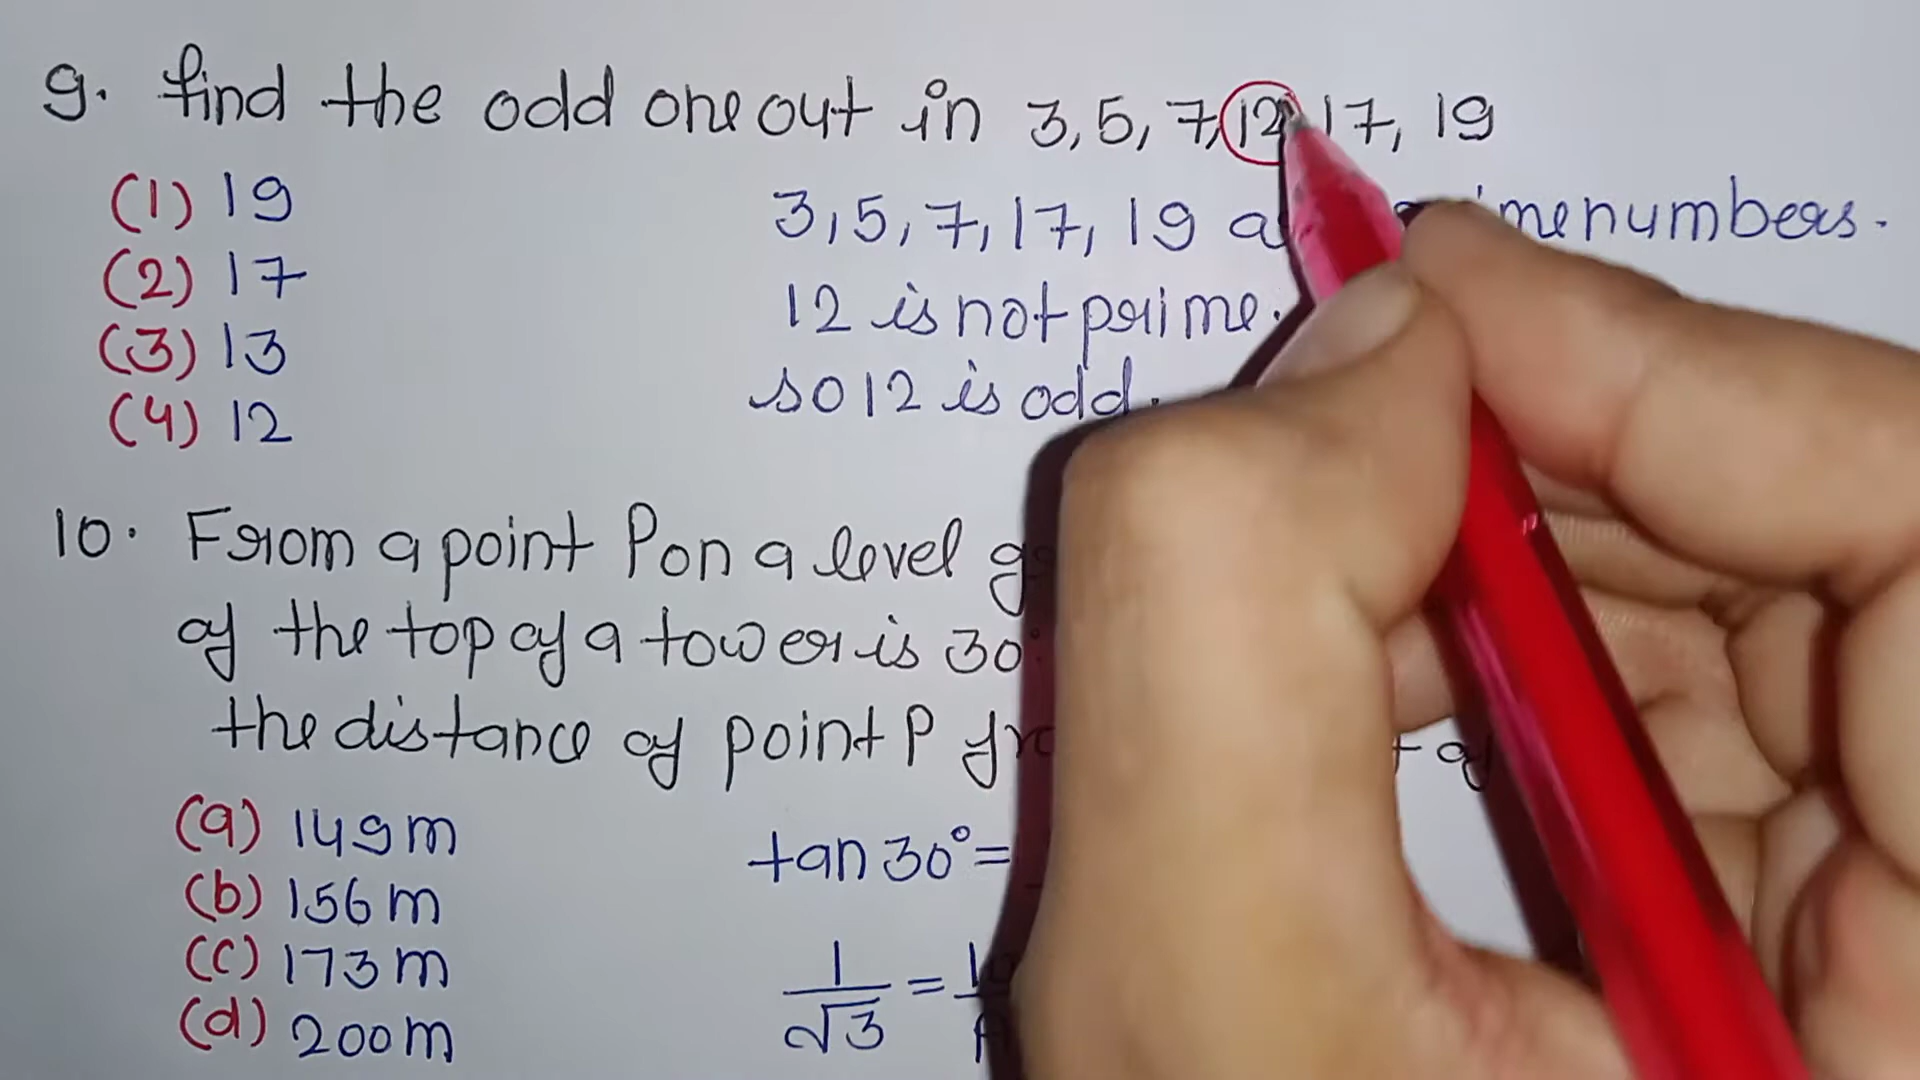 9. find the odd one out in 3, 5, 7, 12, 17, 19
(1) 19
(2) 17
(3) 13
(4) 12
3, 5, 7, 17, 19 numbers.
12 is not prime.
so 12 is odd.
10. From a point P on a level
of the top of a tower is 30°
the distance of point P of
(a) 149 m
(b) 156 m
(c) 173 m
(d) 200 m
tan 30° =
1/√3 =